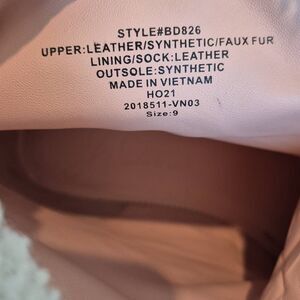 STYLE#BD826
UPPER:LEATHER/SYNTHETIC/FAUX FUR
LINING/SOCK:LEATHER
OUTSOLE:SYNTHETIC
MADE IN VIETNAM
HO21
2018511-VN03
Size:9